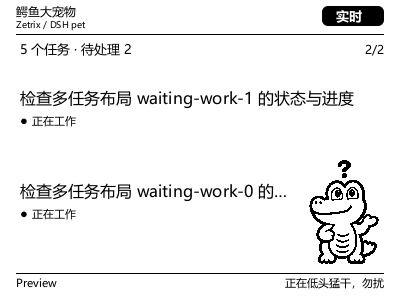 鳄鱼大宠物
实时
Zetrix / DSH pet
5 个任务 · 待处理 2
2/2
检查多任务布局 waiting-work-1 的状态与进度
● 正在工作
?
检查多任务布局 waiting-work-0 的...
● 正在工作
Preview
正在低头猛干，勿扰